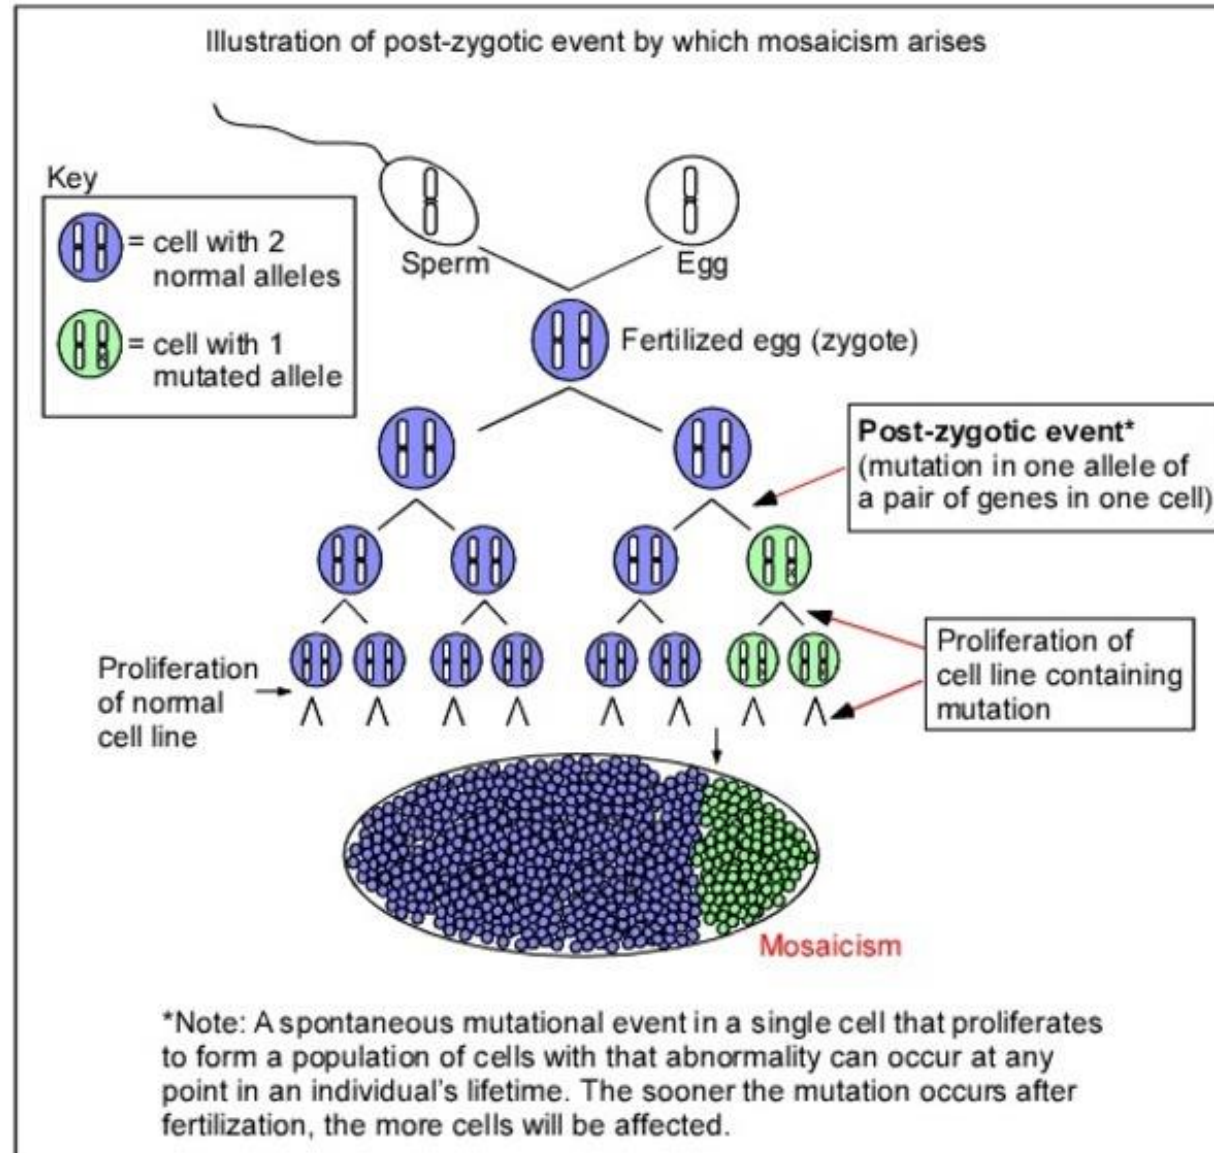 Illustration of post-zygotic event by which mosaicism arises
Key
= cell with 2
normal alleles
= cell with 1
mutated allele
Sperm
Egg
Fertilized egg (zygote)
Post-zygotic event*
(mutation in one allele of
a pair of genes in one cell)
Proliferation
of normal
cell line
Proliferation of
cell line containing
mutation
Mosaicism
*Note: A spontaneous mutational event in a single cell that proliferates
to form a population of cells with that abnormality can occur at any
point in an individual's lifetime. The sooner the mutation occurs after
fertilization, the more cells will be affected.